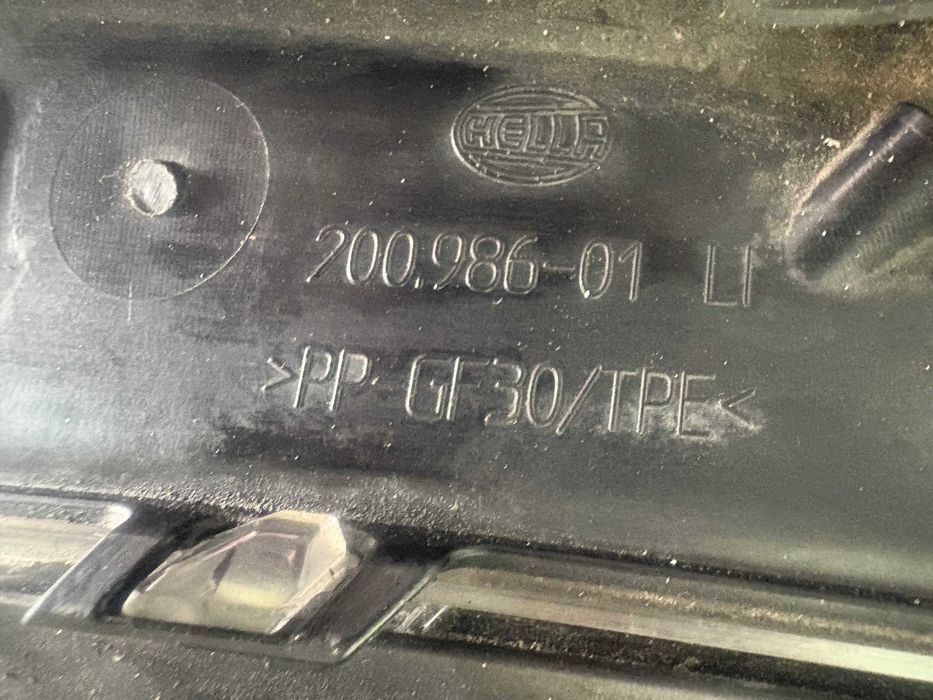 HELLA
200.986-01 LI
>PP-GF30/TPE<